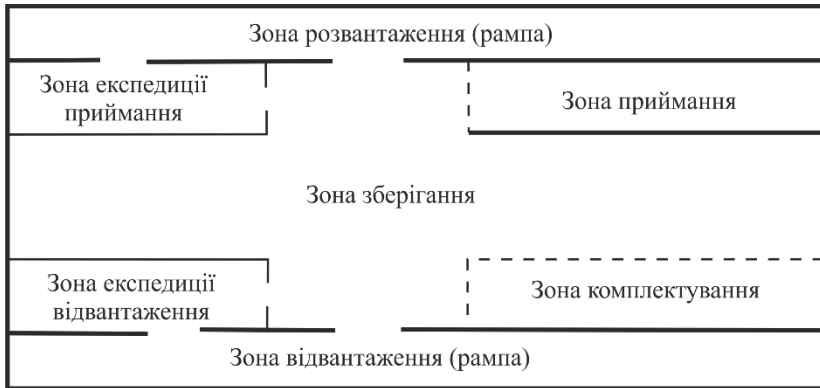 Зона розвантаження (рампа)
Зона експедиції
приймання
Зона приймання
Зона зберігання
Зона експедиції
відвантаження
Зона комплектування
Зона відвантаження (рампа)